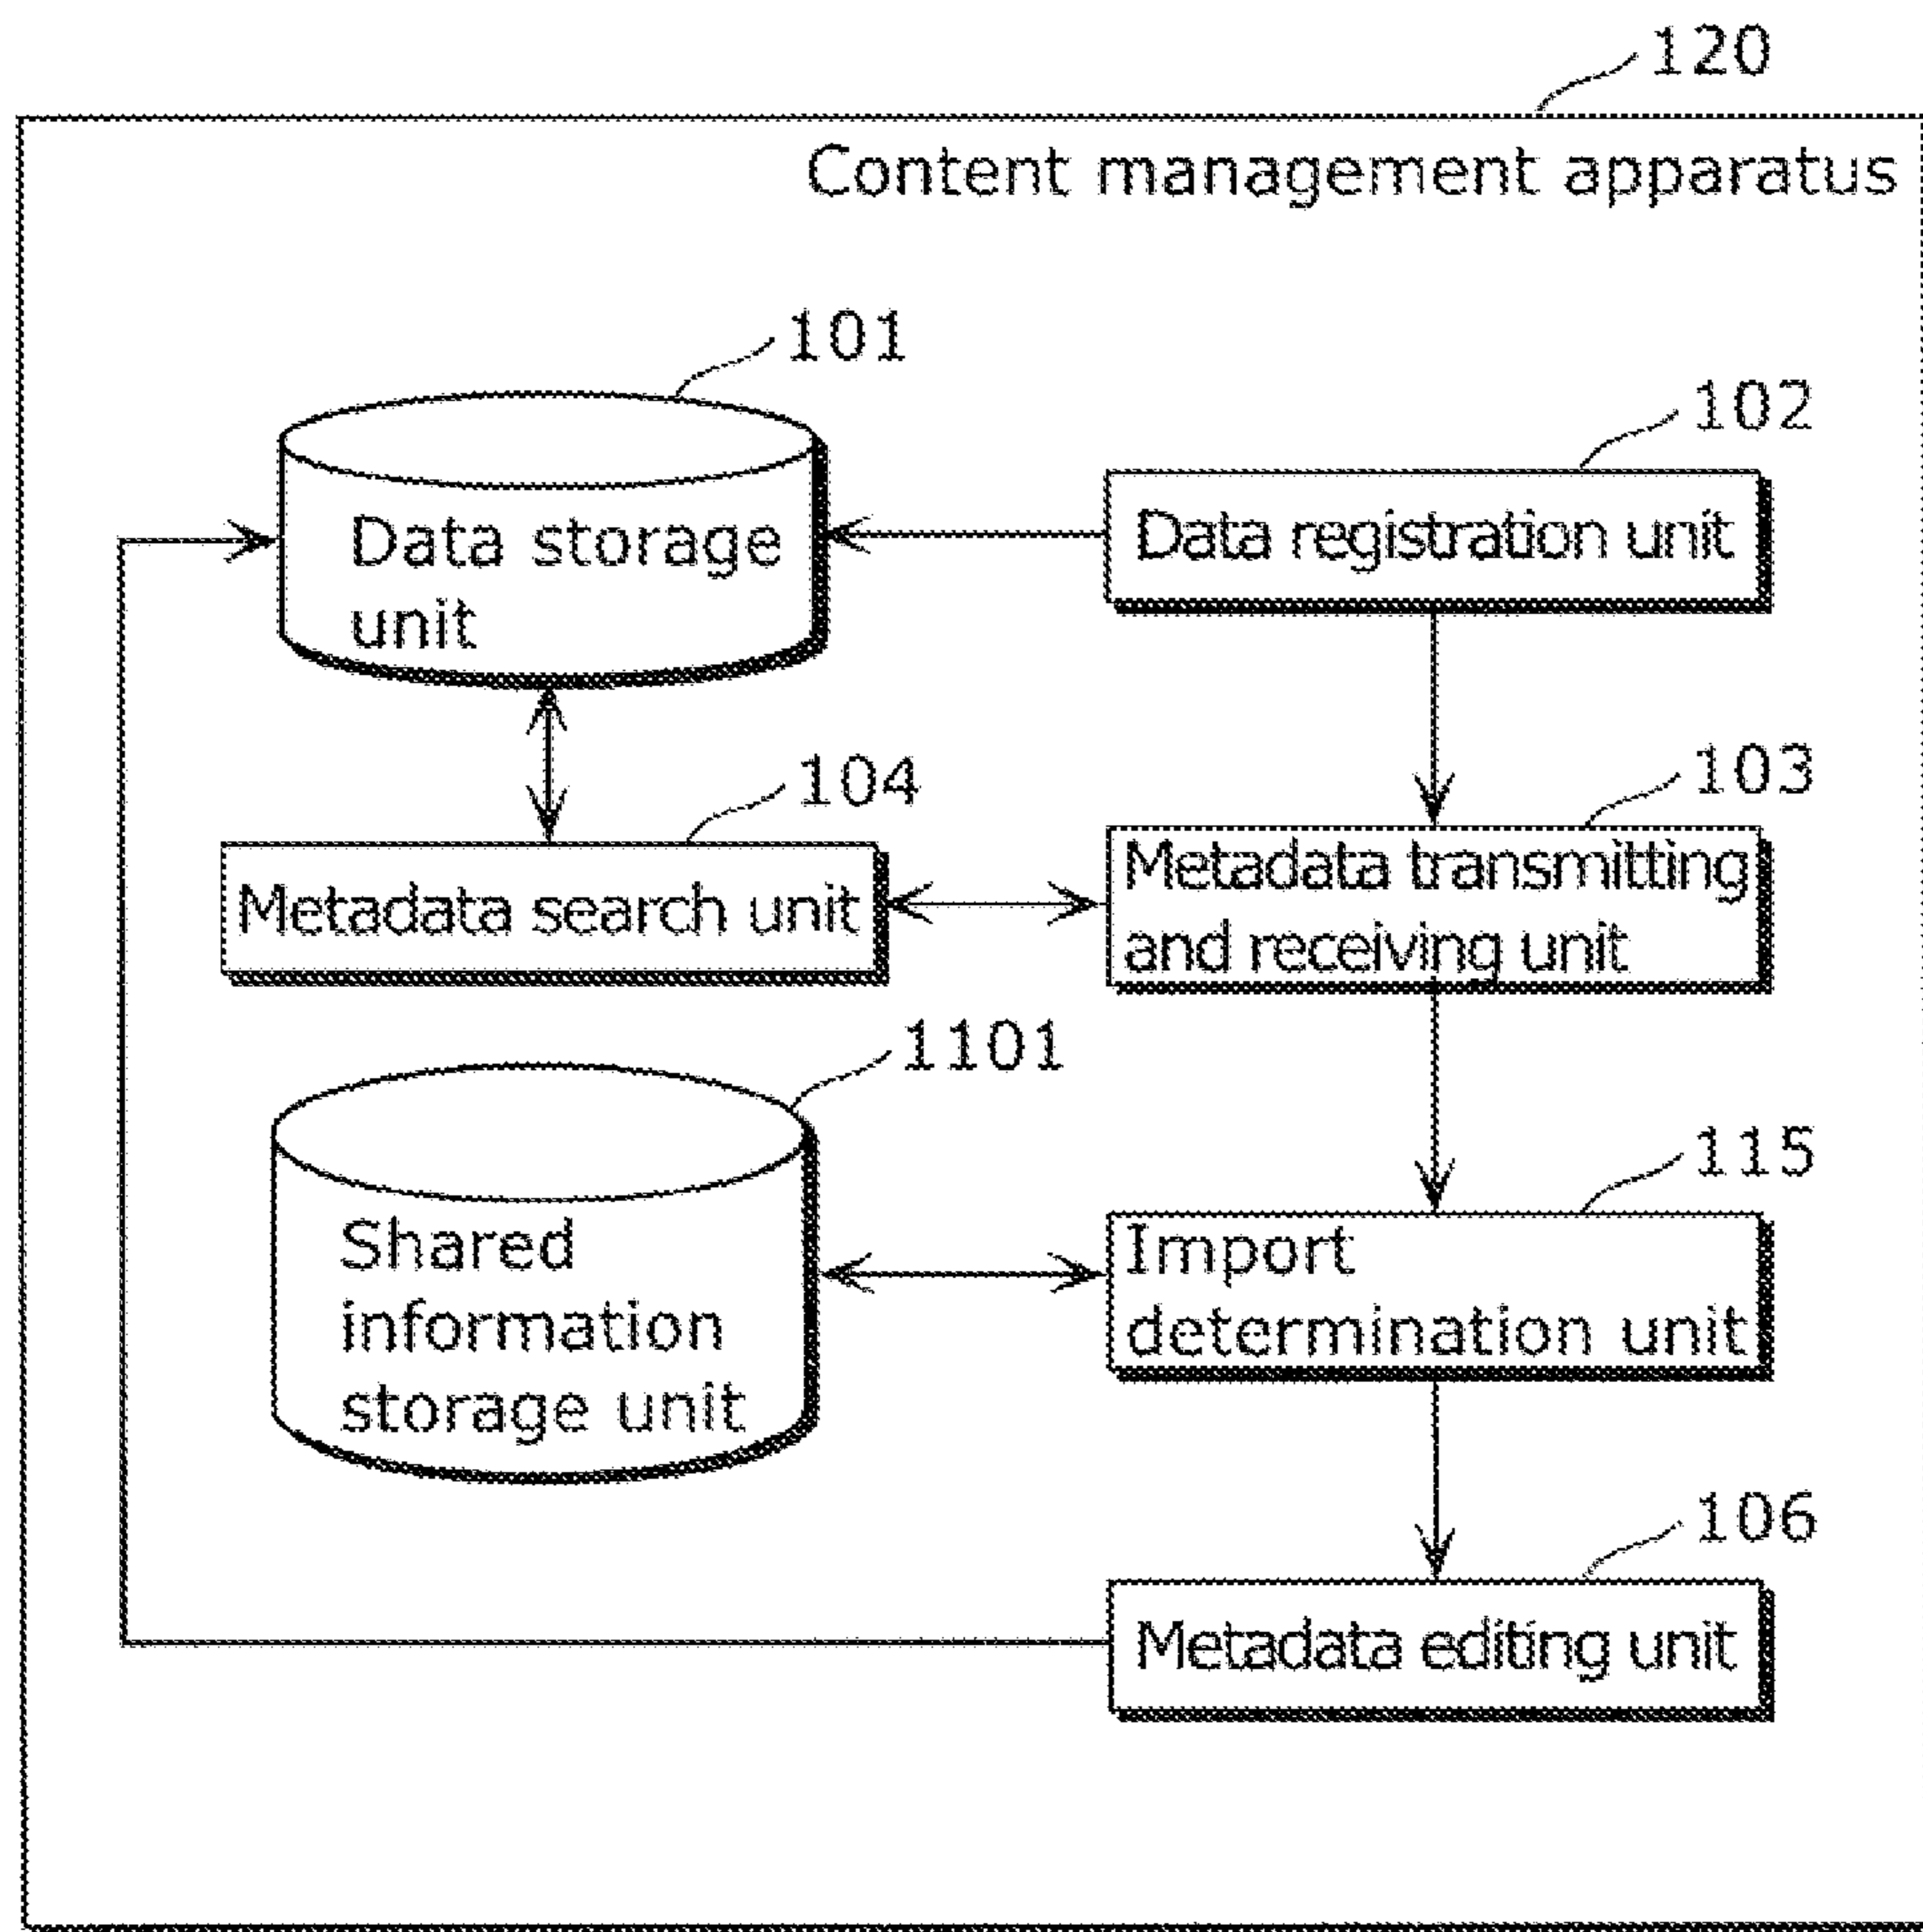 120
Content management apparatus
101
102
Data storage
unit
Data registration unit
104
103
Metadata search unit
Metadata transmitting
and receiving unit
1101
115
Shared
information
storage unit
Import
determination unit
106
Metadata editing unit